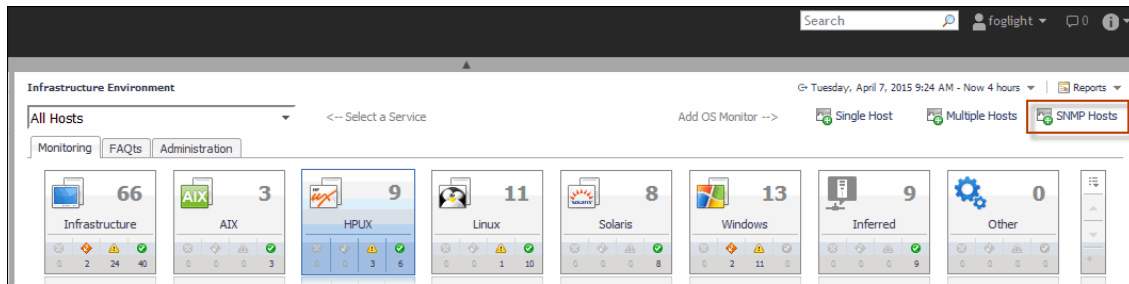 Search
foglight
0
Infrastructure Environment
Tuesday, April 7, 2015 9:24 AM - Now 4 hours
Reports
All Hosts
<-- Select a Service
Add OS Monitor -->
Single Host
Multiple Hosts
SNMP Hosts
Monitoring FAQts Administration
66 AIX 3 9 11 8 13 9 0
Infrastructure AIX HPUX Linux Solaris Windows Inferred Other
0 2 24 40 0 0 0 3 0 0 3 6 0 0 1 10 0 0 0 8 0 2 11 0 0 0 0 9 0 0 0 0